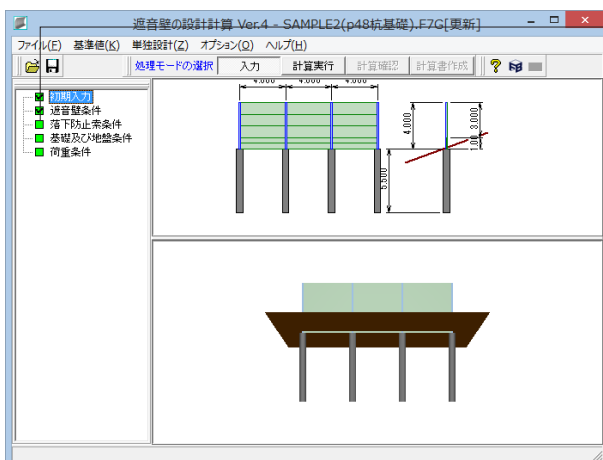 遮音壁の設計計算 Ver.4 - SAMPLE2(p48杭基礎).F7G[更新]
ファイル(F) 基準値(K) 単独設計(Z) オプション(O) ヘルプ(H)
処理モードの選択 入力 計算実行 計算確認 計算書作成
初期入力
遮音壁条件
落下防止索条件
基礎及び地盤条件
荷重条件
4.000 4.000 4.000
4.000
3.000
1.00
5.500